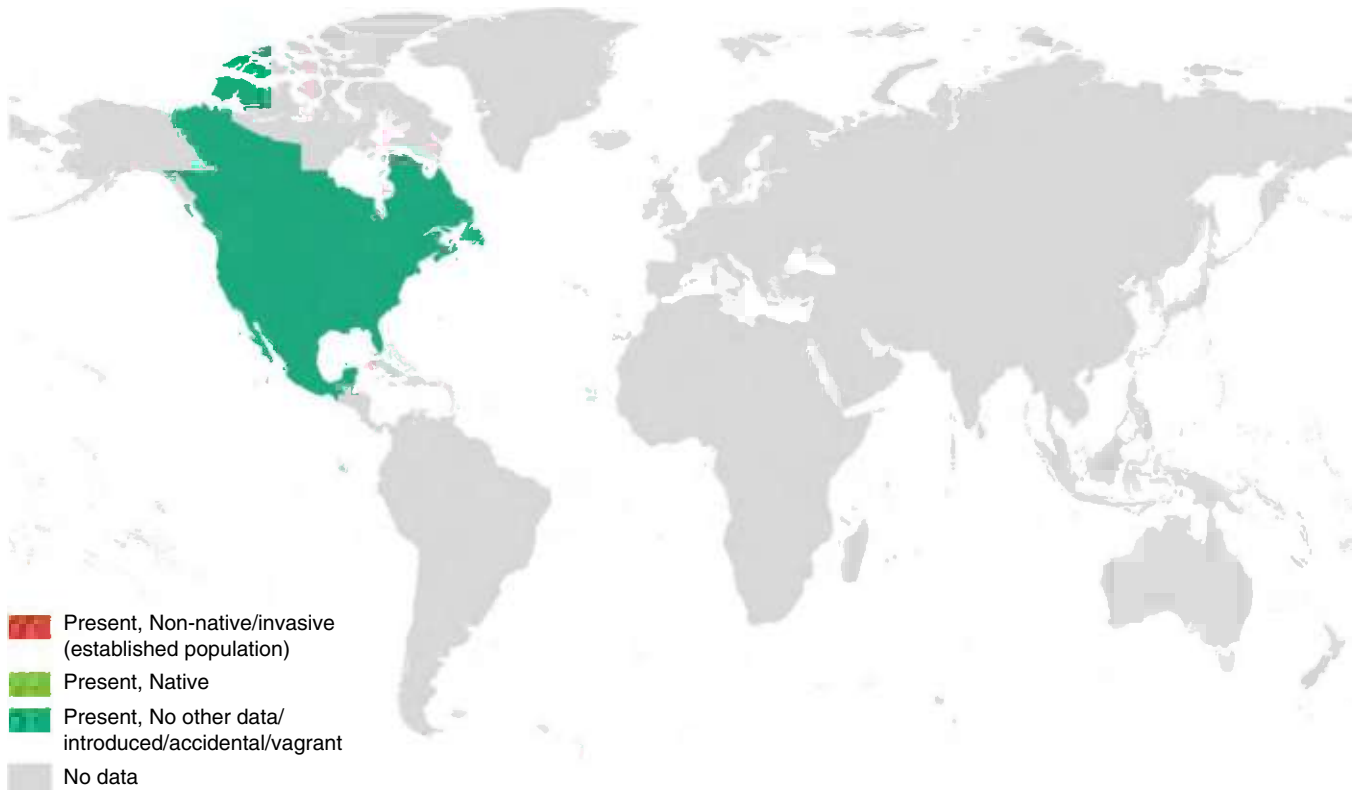 Present, Non-native/invasive
(established population)
Present, Native
Present, No other data/
introduced/accidental/vagrant
No data